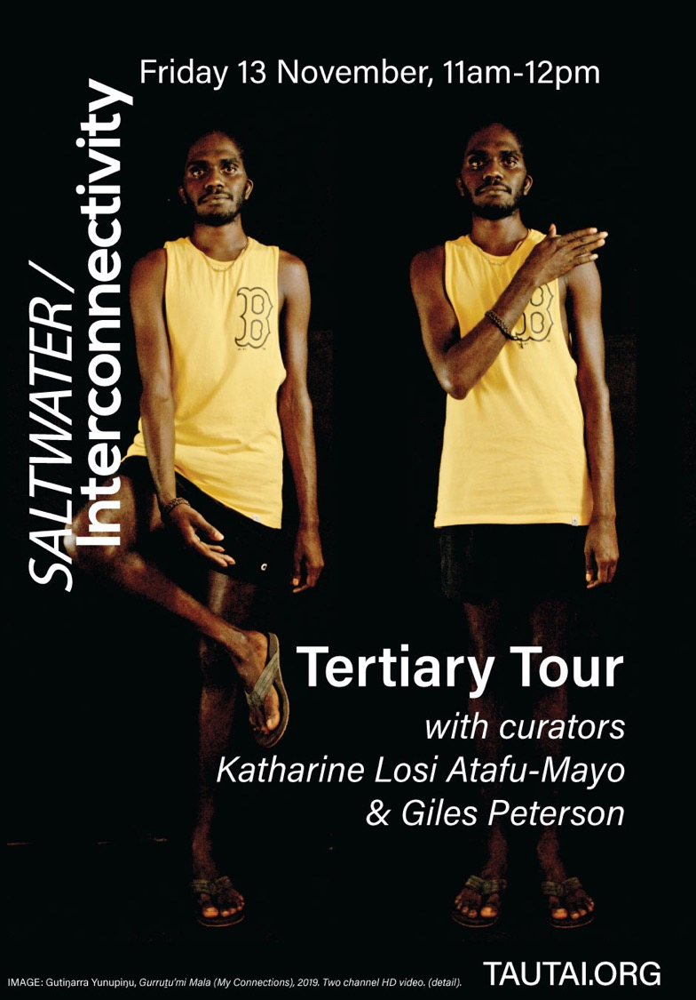 Friday 13 November, 11am-12pm
SALTWATER /
Interconnectivity
B
B
Tertiary Tour
with curators
Katharine Losi Atafu-Mayo
& Giles Peterson
TAUTAI.ORG
IMAGE: Gutiŋarra Yunupiŋu, Gurruṯu'mi Mala (My Connections), 2019. Two channel HD video. (detail).